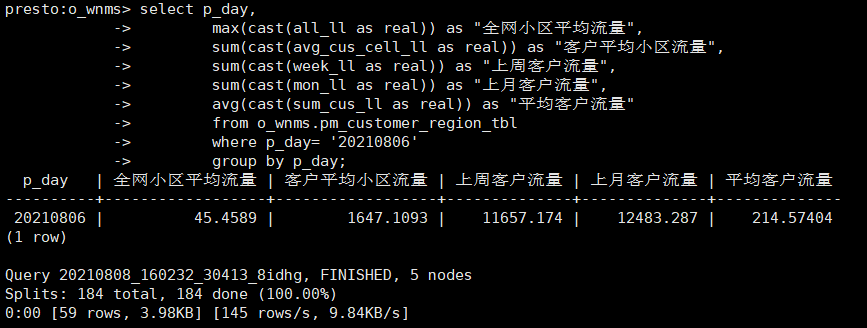 presto:o_wnms> select p_day,
-> max(cast(all_ll as real)) as "全网小区平均流量",
-> sum(cast(avg_cus_cell_ll as real)) as "客户平均小区流量",
-> sum(cast(week_ll as real)) as "上周客户流量",
-> sum(cast(mon_ll as real)) as "上月客户流量",
-> avg(cast(sum_cus_ll as real)) as "平均客户流量"
-> from o_wnms.pm_customer_region_tbl
-> where p_day= '20210806'
-> group by p_day;
p_day | 全网小区平均流量 | 客户平均小区流量 | 上周客户流量 | 上月客户流量 | 平均客户流量
----------+------------------+------------------+--------------+--------------+--------------
20210806 | 45.4589 | 1647.1093 | 11657.174 | 12483.287 | 214.57404
(1 row)
Query 20210808_160232_30413_8idhg, FINISHED, 5 nodes
Splits: 184 total, 184 done (100.00%)
0:00 [59 rows, 3.98KB] [145 rows/s, 9.84KB/s]